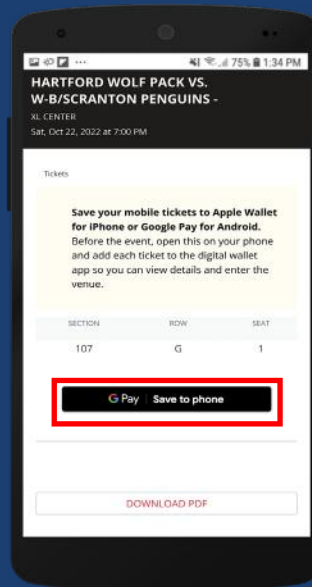 75% 1:34 PM
HARTFORD WOLF PACK VS.
W-B/SCRANTON PENGUINS -
XL CENTER
Sat, Oct 22, 2022 at 7:00 PM
Tickets
Save your mobile tickets to Apple Wallet
for iPhone or Google Pay for Android.
Before the event, open this on your phone
and add each ticket to the digital wallet
app so you can view details and enter the
venue.
SECTION ROW SEAT
107 G 1
G Pay | Save to phone
DOWNLOAD PDF